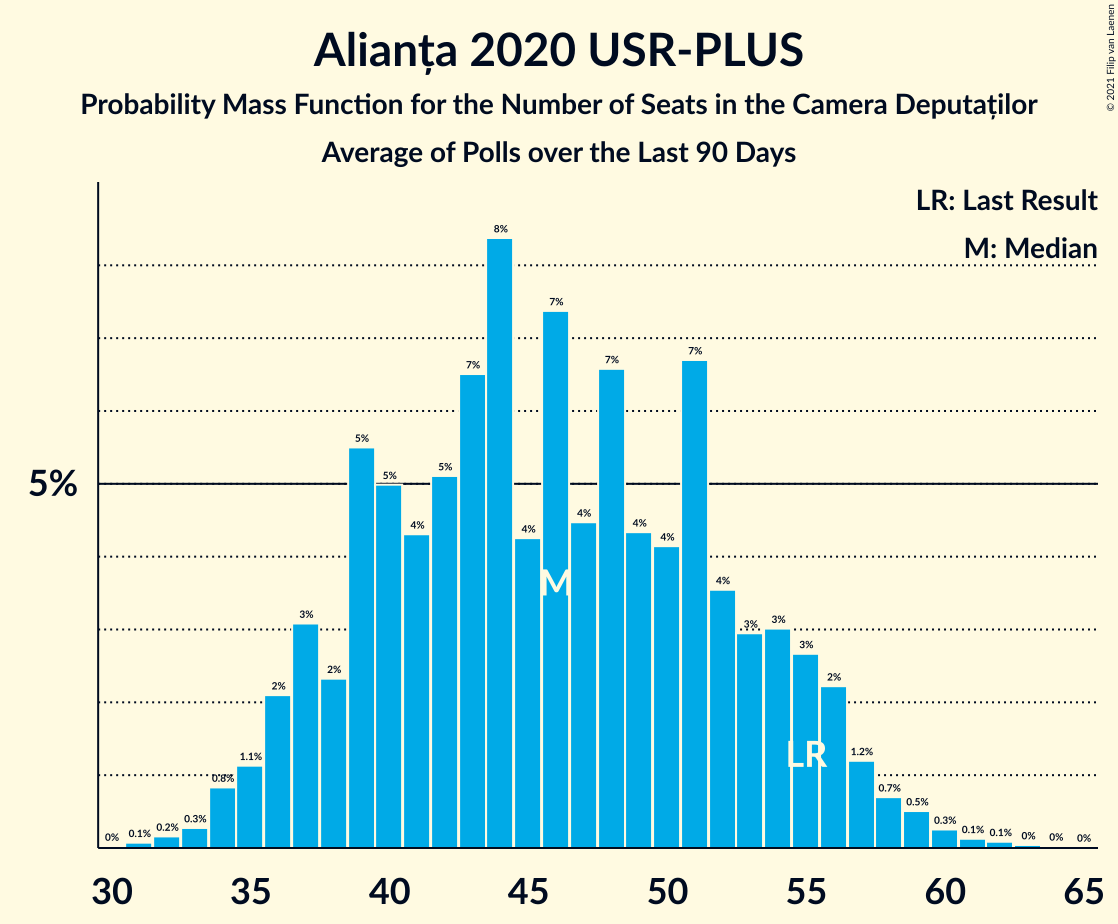 Alianța 2020 USR-PLUS
Probability Mass Function for the Number of Seats in the Camera Deputaților
Average of Polls over the Last 90 Days
© 2021 Filip van Laenen
LR: Last Result
M: Median
5%
0% 0.1% 0.2% 0.3% 0.8% 1.1% 2% 3% 2% 5% 5% 4% 5% 7% 8% 4% 7% 4% 7% 4% 4% 7% 4% 3% 3% 3% 2% 1.2% 0.7% 0.5% 0.3% 0.1% 0.1% 0% 0% 0%
M
LR
30 35 40 45 50 55 60 65